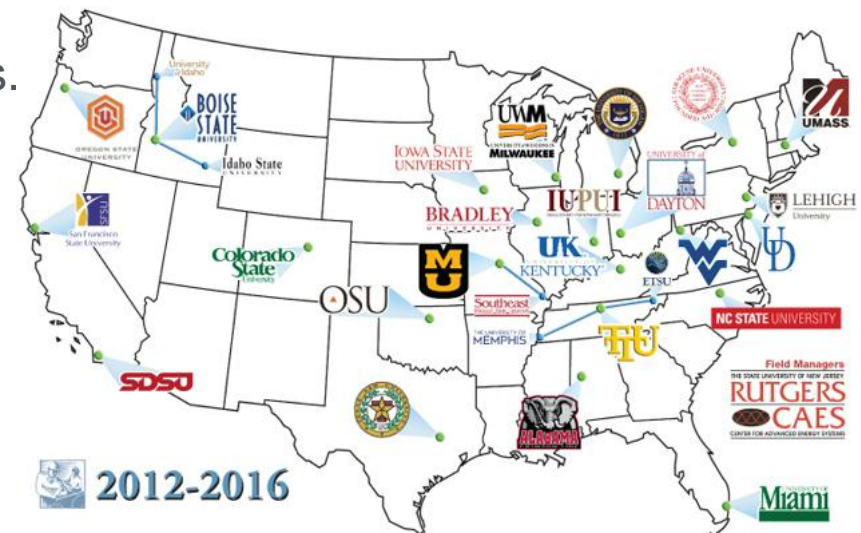 s.
University
of Idaho
BOISE
STATE
UNIVERSITY
OREGON STATE
UNIVERSITY
Idaho State
UNIVERSITY
SFSU
San Francisco
State University
Colorado
State
University
SDSU
OSU
IOWA STATE
UNIVERSITY
UWM
UNIVERSITY of WISCONSIN
MILWAUKEE
BRADLEY
UNIVERSITY
IUPUI
UNIVERSITY of
DAYTON
UMASS
LEHIGH
University
UD
MU
UK
KENTUCKY
ETSU
WV
Southeast
THE UNIVERSITY OF
MEMPHIS
TTU
NC STATE UNIVERSITY
ALABAMA
Field Managers
THE STATE UNIVERSITY OF NEW JERSEY
RUTGERS
CAES
CENTER FOR ADVANCED ENERGY SYSTEMS
UNIVERSITY OF
Miami
2012-2016